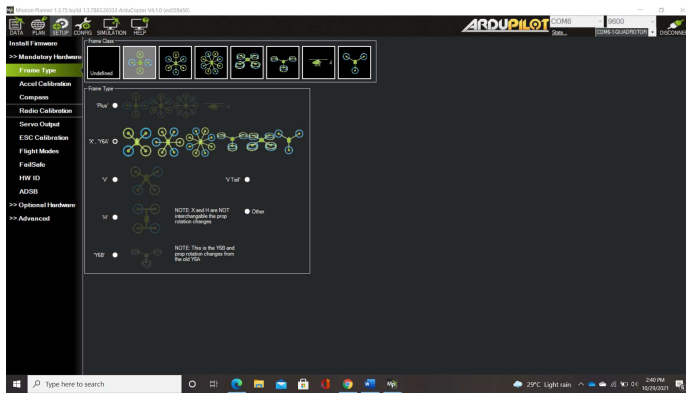 Mission Planner 1.3.75 build 1.3.7883.26333 ArduCopter V4.1.0 (ea559a56)
DATA PLAN SETUP CONFIG SIMULATION HELP
ARDUPILOT
COM6 9600
Stats... COM6-1-QUADROTOR DISCONNE
Install Firmware
>> Mandatory Hardware
Frame Type
Accel Calibration
Compass
Radio Calibration
Servo Output
ESC Calibration
Flight Modes
FailSafe
HW ID
ADSB
>> Optional Hardware
>> Advanced
Frame Class
Undefined
Frame Type
'Plus'
'X', 'Y6A'
'V'
'V Tail'
'H'
NOTE: X and H are NOT
interchangable the prop
rotation changes
Other
'Y6B'
NOTE: This is the Y6B and
prop rotation changes from
the old Y6A
Type here to search
29°C Light rain
2:40 PM
10/29/2021